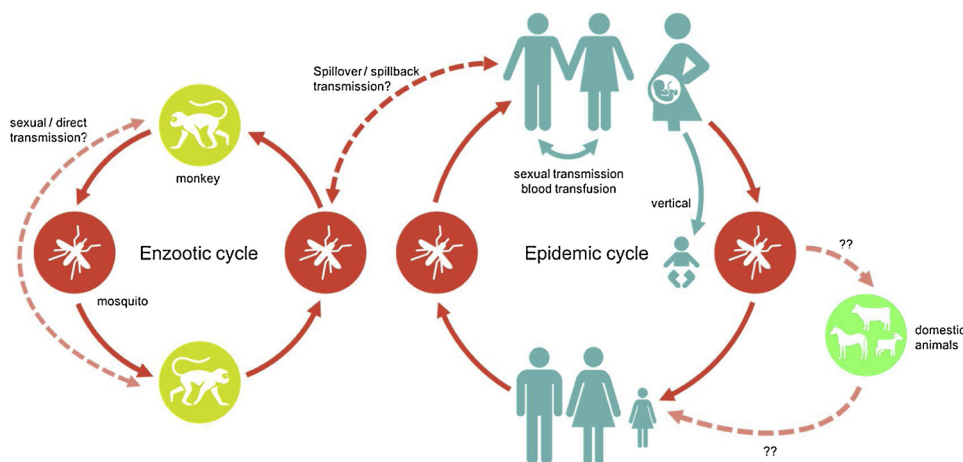 Spillover / spillback
transmission?
sexual / direct
transmission?
monkey
sexual transmission
blood transfusion
vertical
Enzootic cycle
Epidemic cycle
??
mosquito
domestic
animals
??